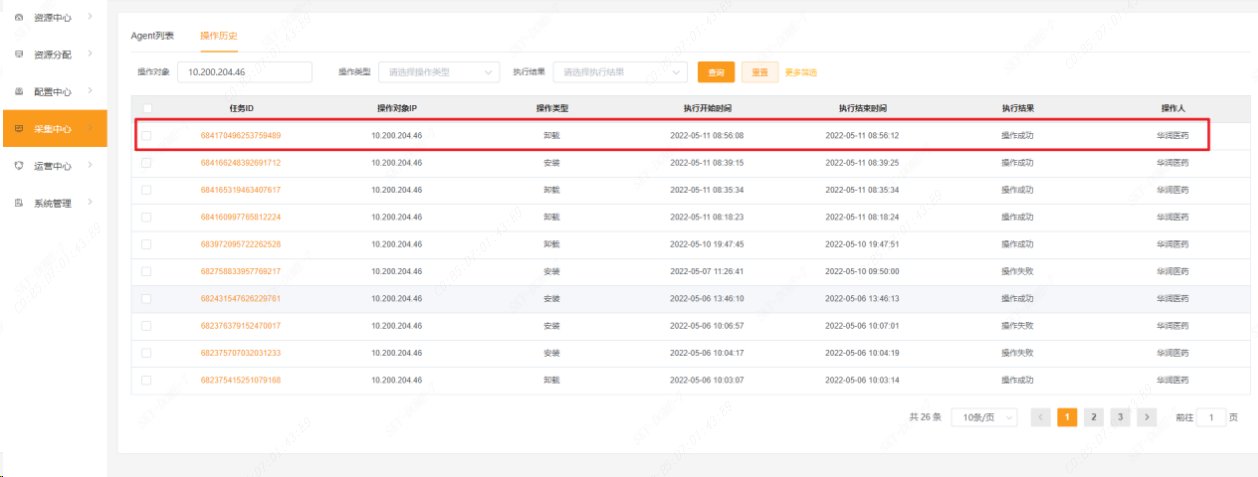 资源中心
资源分配
配置中心
采集中心
运营中心
系统管理
Agent列表 操作历史
操作对象 10.200.204.46 操作类型 请选择操作类型 执行结果 请选择执行结果 查询 重置 更多筛选
任务ID 操作对象IP 操作类型 执行开始时间 执行结束时间 执行结果 操作人
684170496253759489 10.200.204.46 卸载 2022-05-11 08:56:08 2022-05-11 08:56:12 操作成功 华润医药
684166248392691712 10.200.204.46 安装 2022-05-11 08:39:15 2022-05-11 08:39:25 操作成功 华润医药
684165319463407617 10.200.204.46 卸载 2022-05-11 08:35:34 2022-05-11 08:35:34 操作成功 华润医药
684160997765812224 10.200.204.46 卸载 2022-05-11 08:18:23 2022-05-11 08:18:24 操作成功 华润医药
683972095722262528 10.200.204.46 卸载 2022-05-10 19:47:45 2022-05-10 19:47:51 操作成功 华润医药
682758833957769217 10.200.204.46 安装 2022-05-07 11:26:41 2022-05-10 09:50:00 操作失败 华润医药
682431547626229761 10.200.204.46 安装 2022-05-06 13:46:10 2022-05-06 13:46:13 操作成功 华润医药
682376379152470017 10.200.204.46 安装 2022-05-06 10:06:57 2022-05-06 10:07:01 操作失败 华润医药
682375707032031233 10.200.204.46 安装 2022-05-06 10:04:17 2022-05-06 10:04:19 操作失败 华润医药
682375415251079168 10.200.204.46 卸载 2022-05-06 10:03:07 2022-05-06 10:03:14 操作成功 华润医药
共 26 条 10条/页 1 2 3 前往 1 页